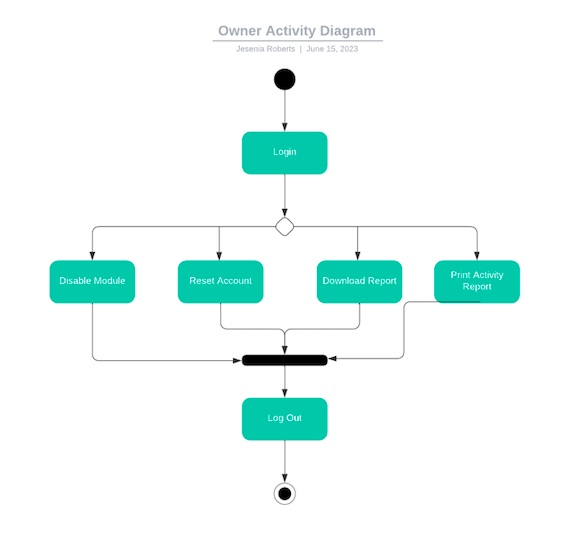 Owner Activity Diagram
Jesenia Roberts | June 15, 2023
Login
Disable Module
Reset Account
Download Report
Print Activity
Report
Log Out